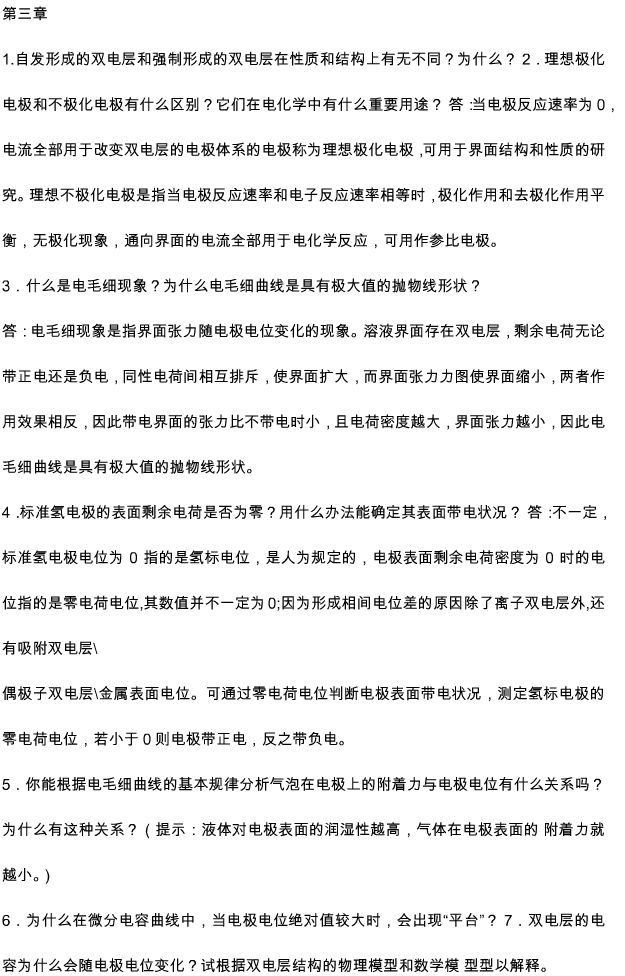 第三章
1.自发形成的双电层和强制形成的双电层在性质和结构上有无不同？为什么？ 2．理想极化
电极和不极化电极有什么区别？它们在电化学中有什么重要用途？ 答 :当电极反应速率为 0，
电流全部用于改变双电层的电极体系的电极称为理想极化电极 ,可用于界面结构和性质的研
究。理想不极化电极是指当电极反应速率和电子反应速率相等时，极化作用和去极化作用平
衡，无极化现象，通向界面的电流全部用于电化学反应，可用作参比电极。
3．什么是电毛细现象？为什么电毛细曲线是具有极大值的抛物线形状？
答：电毛细现象是指界面张力随电极电位变化的现象。溶液界面存在双电层，剩余电荷无论
带正电还是负电，同性电荷间相互排斥，使界面扩大，而界面张力力图使界面缩小，两者作
用效果相反，因此带电界面的张力比不带电时小，且电荷密度越大，界面张力越小，因此电
毛细曲线是具有极大值的抛物线形状。
4 .标准氢电极的表面剩余电荷是否为零？用什么办法能确定其表面带电状况？ 答 :不一定，
标准氢电极电位为 0 指的是氢标电位，是人为规定的，电极表面剩余电荷密度为 0 时的电
位指的是零电荷电位,其数值并不一定为 0;因为形成相间电位差的原因除了离子双电层外,还
有吸附双电层\
偶极子双电层\金属表面电位。可通过零电荷电位判断电极表面带电状况，测定氢标电极的
零电荷电位，若小于 0 则电极带正电，反之带负电。
5．你能根据电毛细曲线的基本规律分析气泡在电极上的附着力与电极电位有什么关系吗？
为什么有这种关系？（ 提示：液体对电极表面的润湿性越高，气体在电极表面的 附着力就
越小。)
6．为什么在微分电容曲线中，当电极电位绝对值较大时，会出现“平台”？ 7．双电层的电
容为什么会随电极电位变化？试根据双电层结构的物理模型和数学模 型型以解释。